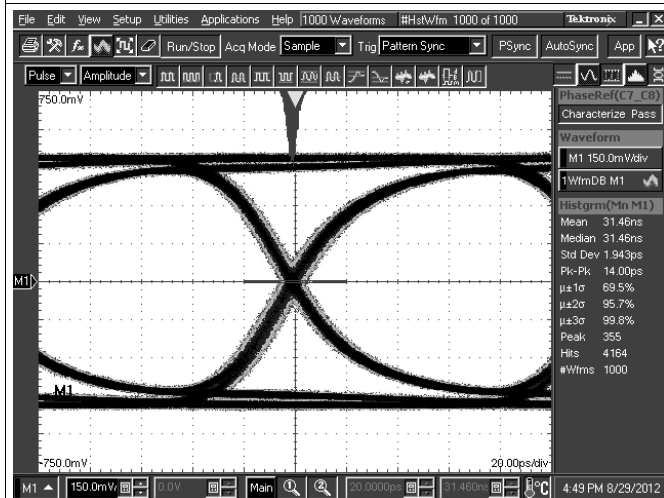 File Edit View Setup Utilities Applications Help 1000 Waveforms #HstWfm 1000 of 1000 Tektronix
Run/Stop Acq Mode Sample Trig Pattern Sync PSync AutoSync App
Pulse Amplitude
750.0mV
PhaseRef(C7_C8)
Characterize Pass
Waveform
M1 150.0mV/div
1 WfmDB M1
Histgrm(Mn M1)
Mean 31.46ns
Median 31.46ns
Std Dev 1.943ps
Pk-Pk 14.00ps
µ±1σ 69.5%
µ±2σ 95.7%
µ±3σ 99.8%
Peak 355
Hits 4164
#Wfms 1000
M1
M1
-750.0mV 20.00ps/div
M1 150.0mV/ 0.0V Main 1 2 20.0000ps 31.460ns °C 4:49 PM 8/29/2012